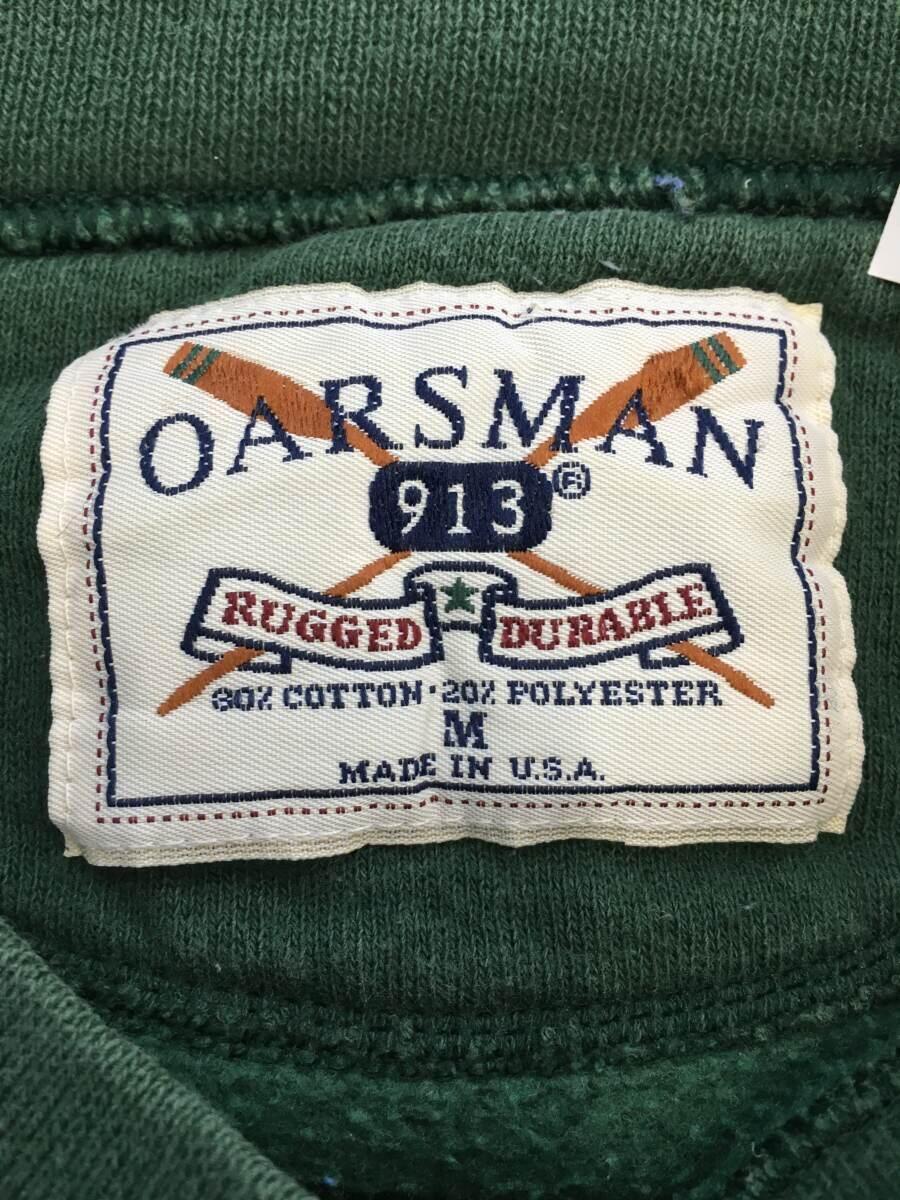 OARSMAN
913®
RUGGED DURABLE
80% COTTON · 20% POLYESTER
M
MADE IN U.S.A.